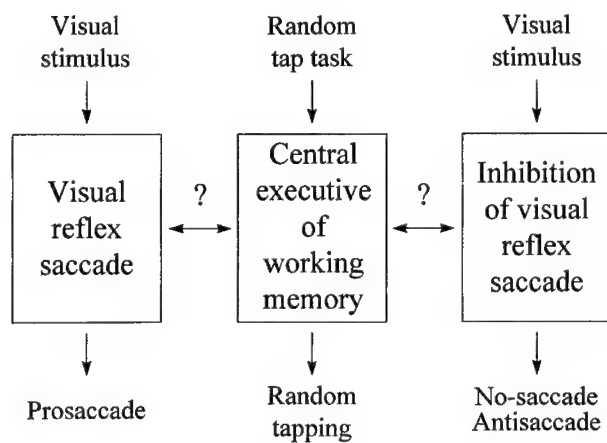 Visual
stimulus
Random
tap task
Visual
stimulus
Visual
reflex
saccade
?
Central
executive
of
working
memory
?
Inhibition
of visual
reflex
saccade
Prosaccade
Random
tapping
No-saccade
Antisaccade